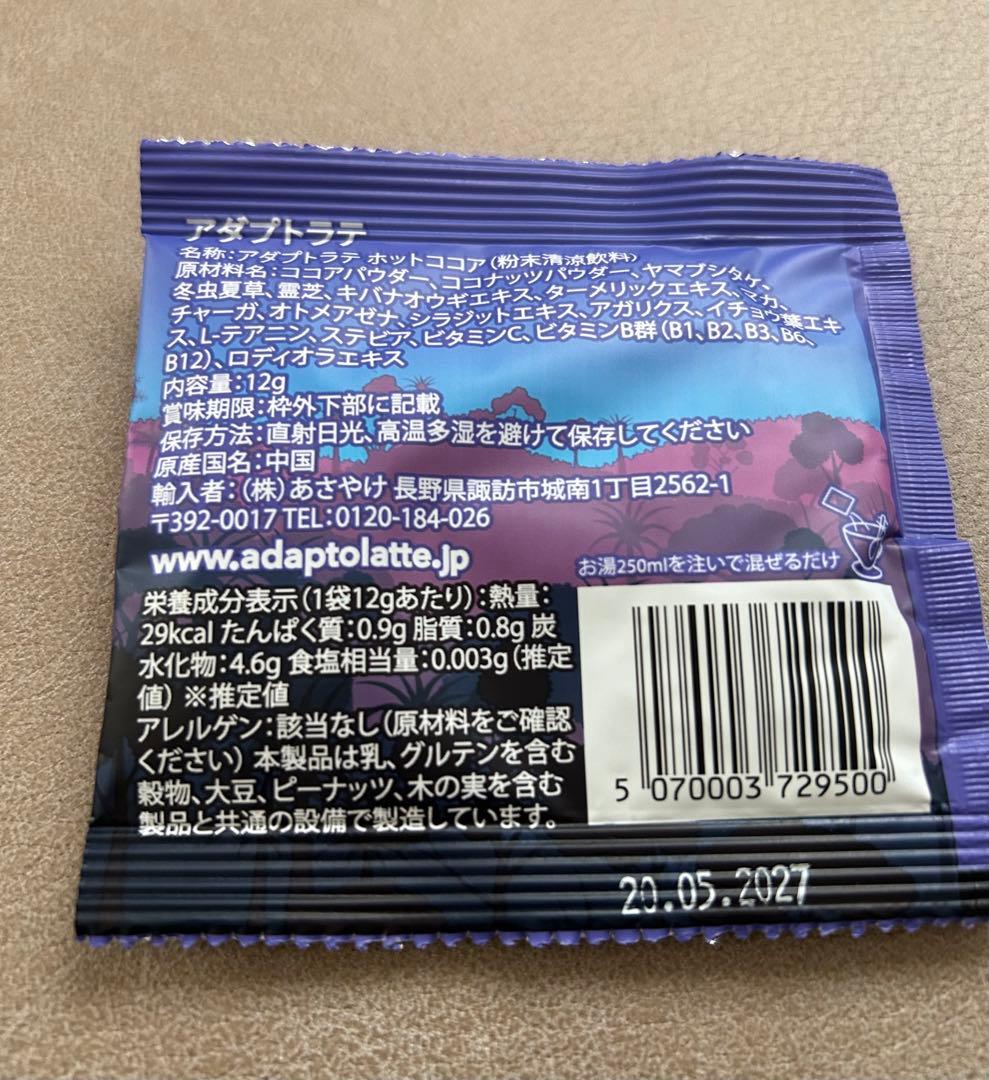 アダプトラテ
名称：アダプトラテ ホットココア（粉末清涼飲料）
原材料名：ココアパウダー、ココナッツパウダー、ヤマブシタケ、
冬虫夏草、霊芝、キバナオウギエキス、ターメリックエキス、マカ、
チャーガ、オトメアゼナ、シラジットエキス、アガリクス、イチョウ葉エキ
ス、L-テアニン、ステビア、ビタミンC、ビタミンB群（B1、B2、B3、B6、
B12）、ロディオラエキス
内容量：12g
賞味期限：枠外下部に記載
保存方法：直射日光、高温多湿を避けて保存してください
原産国名：中国
輸入者：（株）あさやけ 長野県諏訪市城南1丁目2562-1
〒392-0017 TEL：0120-184-026
www.adaptolatte.jp
お湯250mlを注いで混ぜるだけ
栄養成分表示（1袋12gあたり）：熱量：
29kcal たんぱく質：0.9g 脂質：0.8g 炭
水化物：4.6g 食塩相当量：0.003g（推定
値）※推定値
アレルゲン：該当なし（原材料をご確認
ください）本製品は乳、グルテンを含む
穀物、大豆、ピーナッツ、木の実を含む
製品と共通の設備で製造しています。
5 070003 729500
20.05.2027